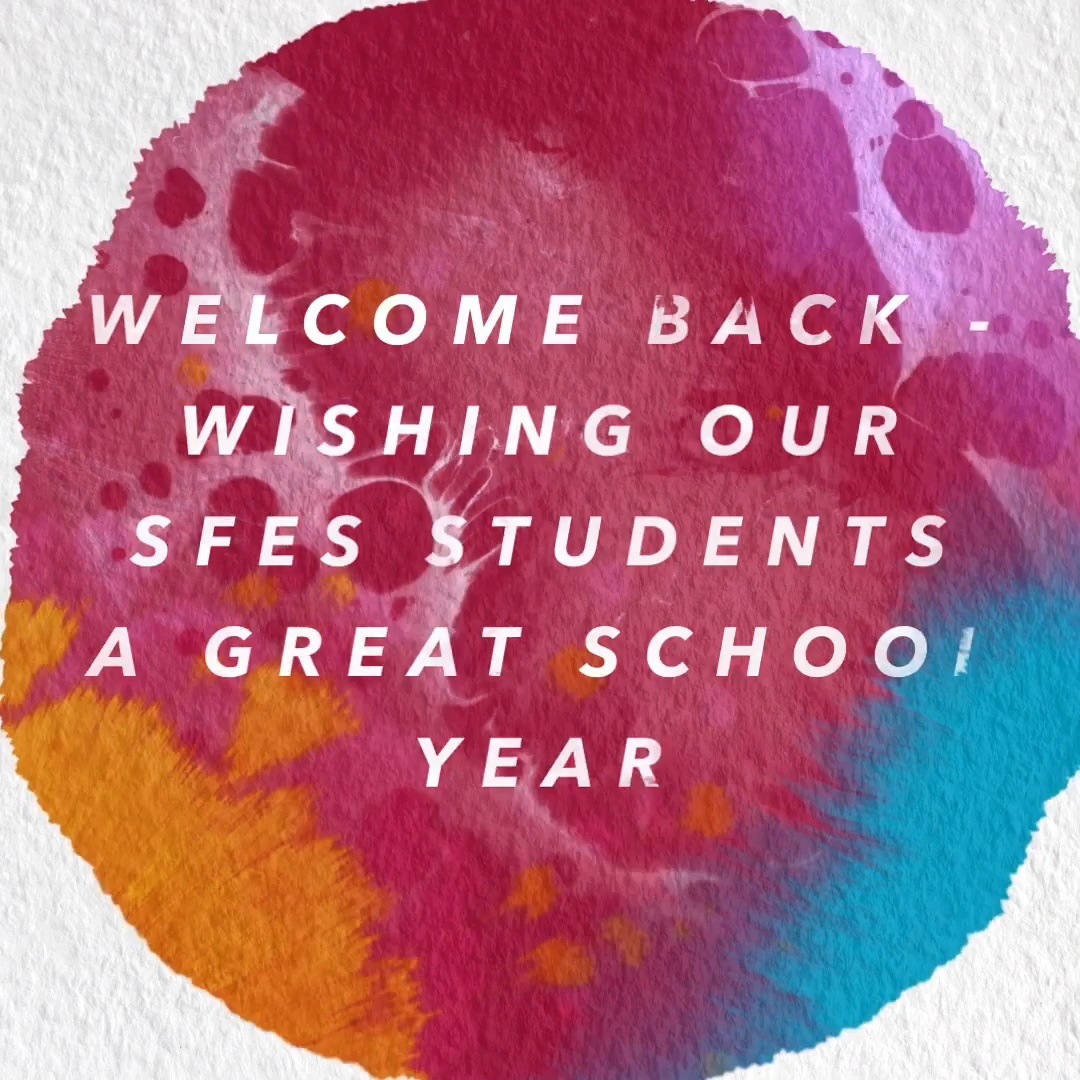 WELCOME BACK -
WISHING OUR
SFES STUDENTS
A GREAT SCHOOL
YEAR